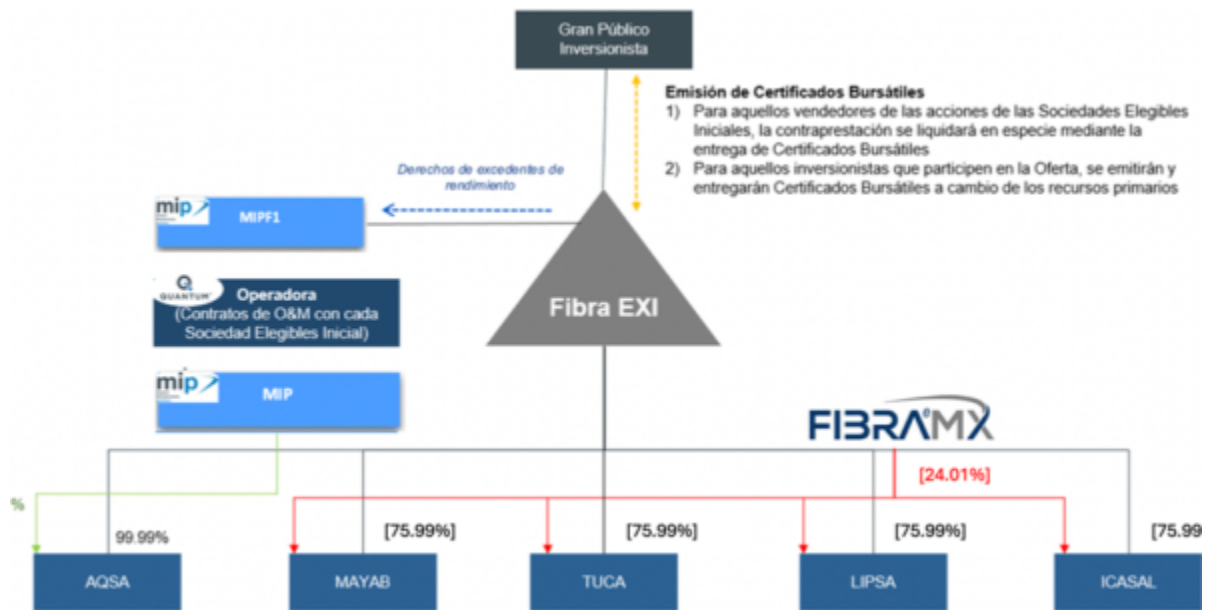 Gran Público
Inversionista
Emisión de Certificados Bursátiles
1) Para aquellos vendedores de las acciones de las Sociedades Elegibles
Iniciales, la contraprestación se liquidará en especie mediante la
entrega de Certificados Bursátiles
2) Para aquellos inversionistas que participen en la Oferta, se emitirán y
entregarán Certificados Bursátiles a cambio de los recursos primarios
Derechos de excedentes de
rendimiento
mip
MIPF1
QUANTUM
Operadora
(Contratos de O&M con cada
Sociedad Elegibles Inicial)
Fibra EXI
mip
MIP
FIBRAeMX
[24.01%]
%
99.99%
[75.99%]
[75.99%]
[75.99%]
[75.99
AQSA
MAYAB
TUCA
LIPSA
ICASAL